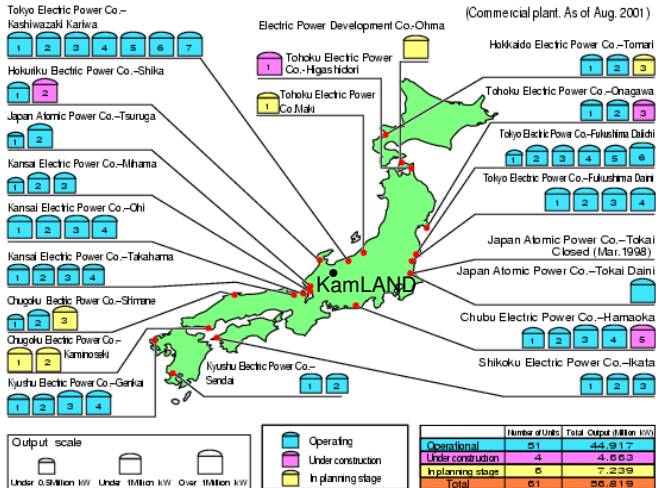 Tokyo Electric Power Co.–
Kashiwazaki Kariwa
1 2 3 4 5 6 7
Hokuriku Electric Power Co.–Shika
1 2
Japan Atomic Power Co.–Tsuruga
1 2
Kansai Electric Power Co.–Mihama
1 2 3
Kansai Electric Power Co.–Ohi
1 2 3 4
Kansai Electric Power Co.–Takahama
1 2 3 4
Chugoku Electric Power Co.–Shimane
1 2 3
Chugoku Electric Power Co.–
Kaminoseki
1 2
Kyushu Electric Power Co.–Genkai
1 2 3 4
Electric Power Development Co.-Ohma
Tohoku Electric Power
Co.-Higashidori
1
Tohoku Electric Power
Co.Maki
1
(Commercial plant. As of Aug. 2001)
Hokkaido Electric Power Co.–Tomari
1 2 3
Tohoku Electric Power Co.–Onagawa
1 2 3
Tokyo Electric Power Co.–Fukushima Daiichi
1 2 3 4 5 6
Tokyo Electric Power Co.–Fukushima Daini
1 2 3 4
Japan Atomic Power Co.–Tokai
Closed (Mar.1998)
Japan Atomic Power Co.–Tokai Daini
Chubu Electric Power Co.–Hamaoka
1 2 3 4 5
Shikoku Electric Power Co.–Ikata
1 2 3
KamLAND
Kyushu Electric Power Co.–
Sendai
1 2
Output scale
Under 0.5Million kW Under 1Million kW Over 1Million kW
Operating
Under construction
In planning stage
Number of Units Total Output (Million kW)
Operational 51 44.917
Under construction 4 4.663
In planning stage 6 7.239
Total 61 56.819